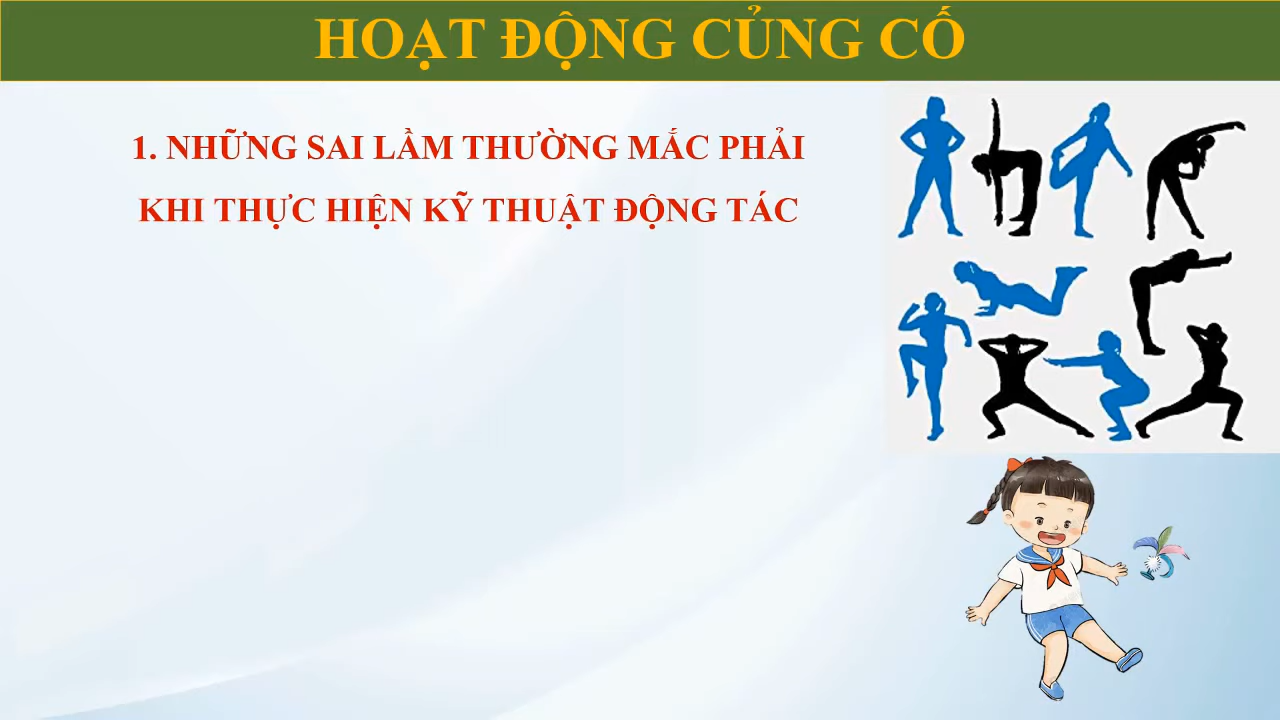 HOẠT ĐỘNG CỦNG CỐ
1. NHỮNG SAI LẦM THƯỜNG MẮC PHẢI
KHI THỰC HIỆN KỸ THUẬT ĐỘNG TÁC